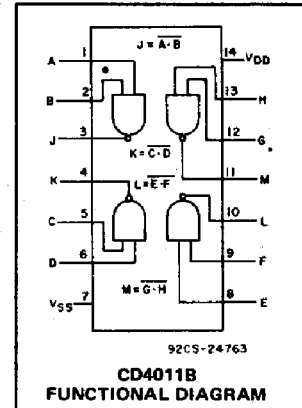 J = A·B
A 1
14 VDD
B 2
13 H
J 3
12 G
K = C·D
K 4
11 M
L = E·F
10 L
C 5
D 6
9 F
M = G·H
8 E
VSS 7
92CS-24763
CD4011B
FUNCTIONAL DIAGRAM